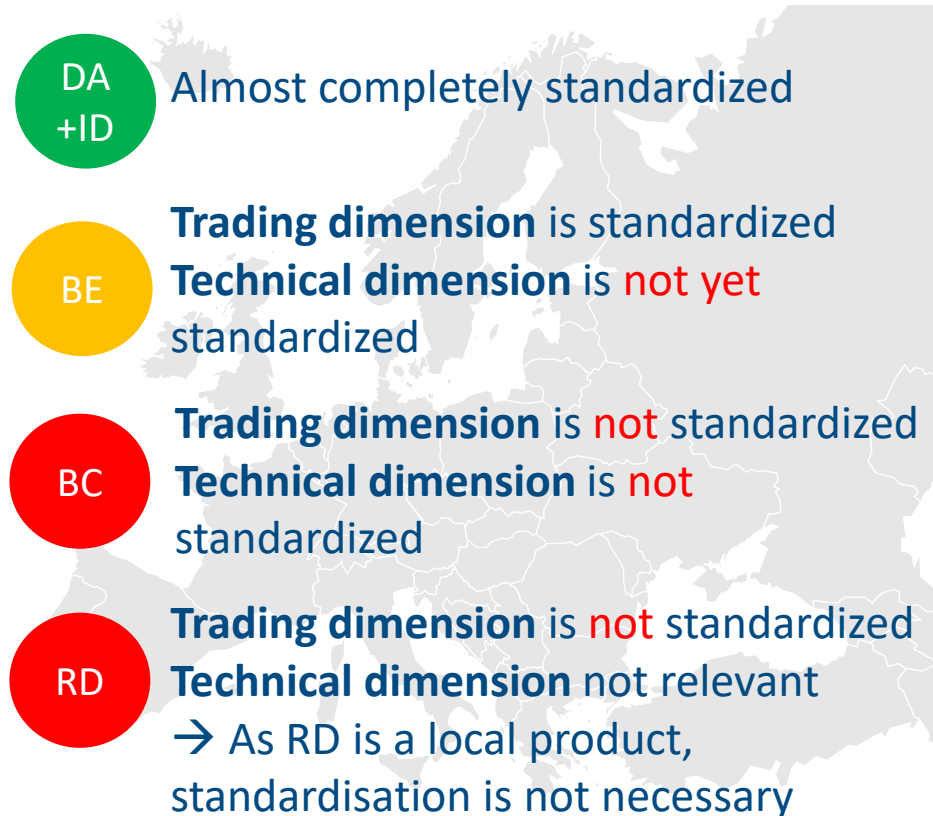 DA
+ID
Almost completely standardized
Trading dimension is standardized
BE
Technical dimension is not yet
standardized
Trading dimension is not standardized
BC
Technical dimension is not
standardized
Trading dimension is not standardized
RD
Technical dimension not relevant
→ As RD is a local product,
standardisation is not necessary